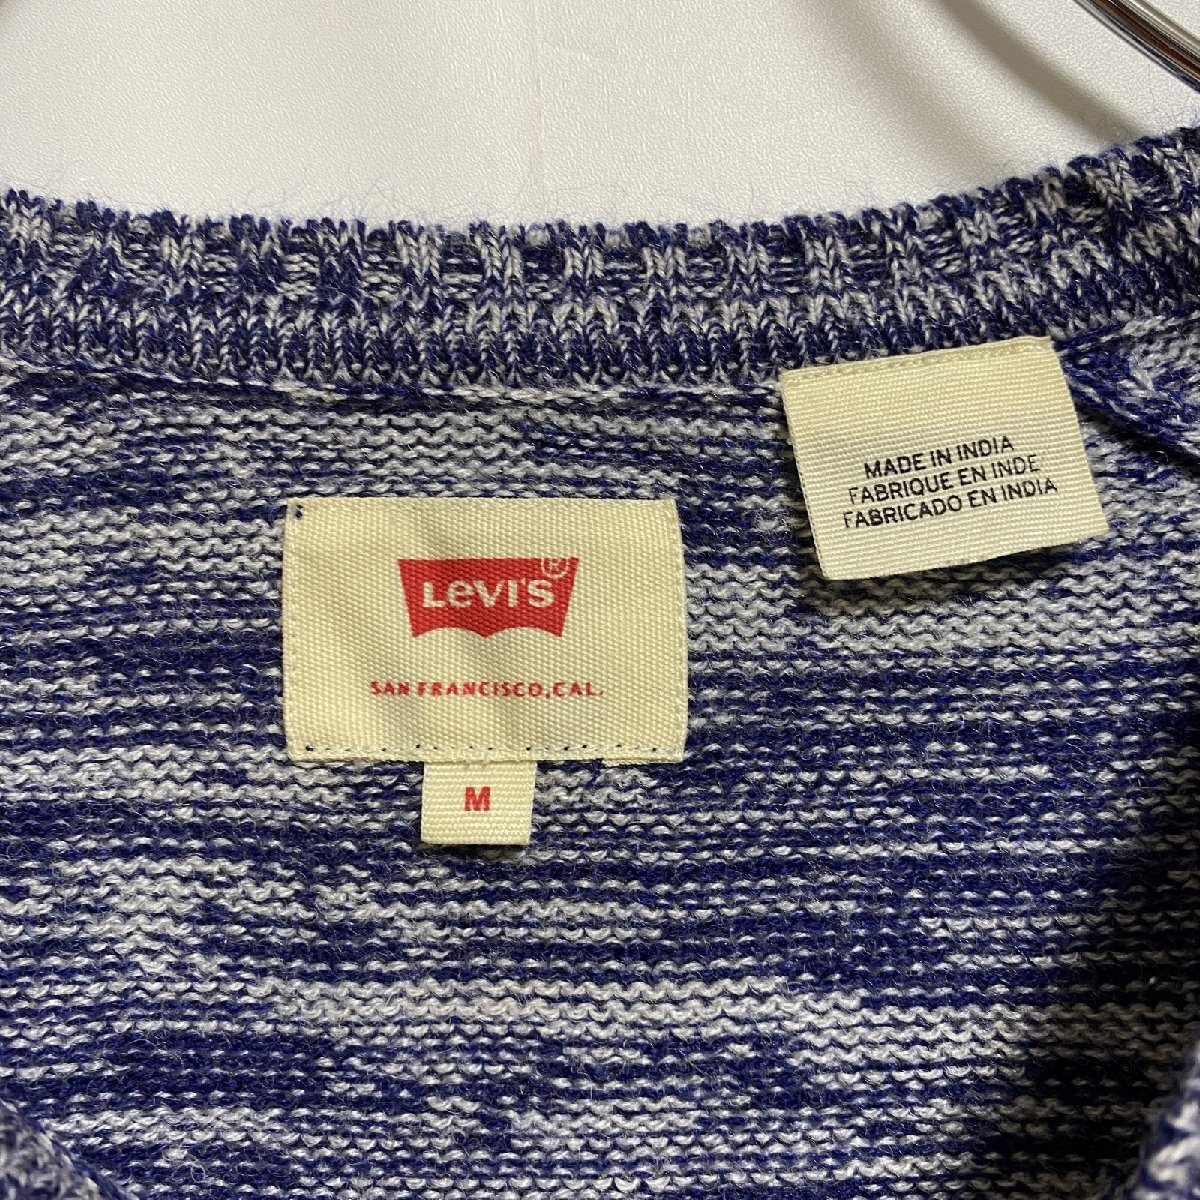 LEVI'S®
SAN FRANCISCO, CAL.
M
MADE IN INDIA
FABRIQUE EN INDE
FABRICADO EN INDIA